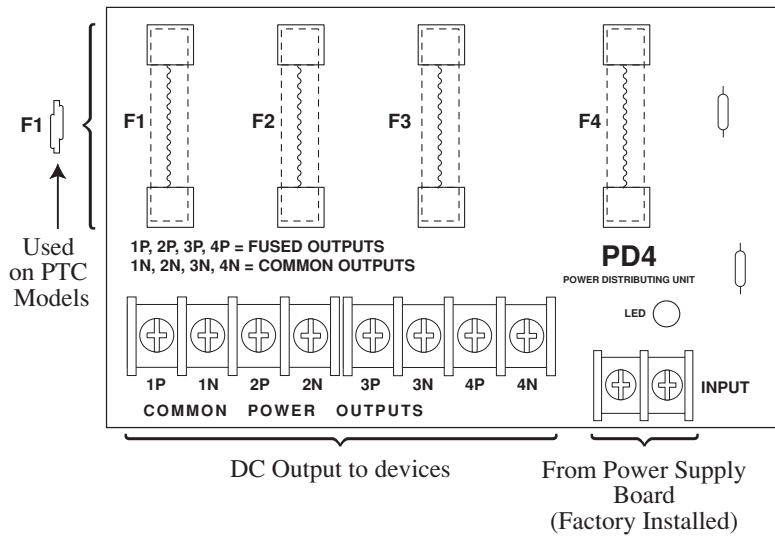 F1
F1
F2
F3
F4
Used
on PTC
Models
1P, 2P, 3P, 4P = FUSED OUTPUTS
1N, 2N, 3N, 4N = COMMON OUTPUTS
PD4
POWER DISTRIBUTING UNIT
LED
1P 1N 2P 2N 3P 3N 4P 4N
INPUT
COMMON POWER OUTPUTS
DC Output to devices
From Power Supply
Board
(Factory Installed)